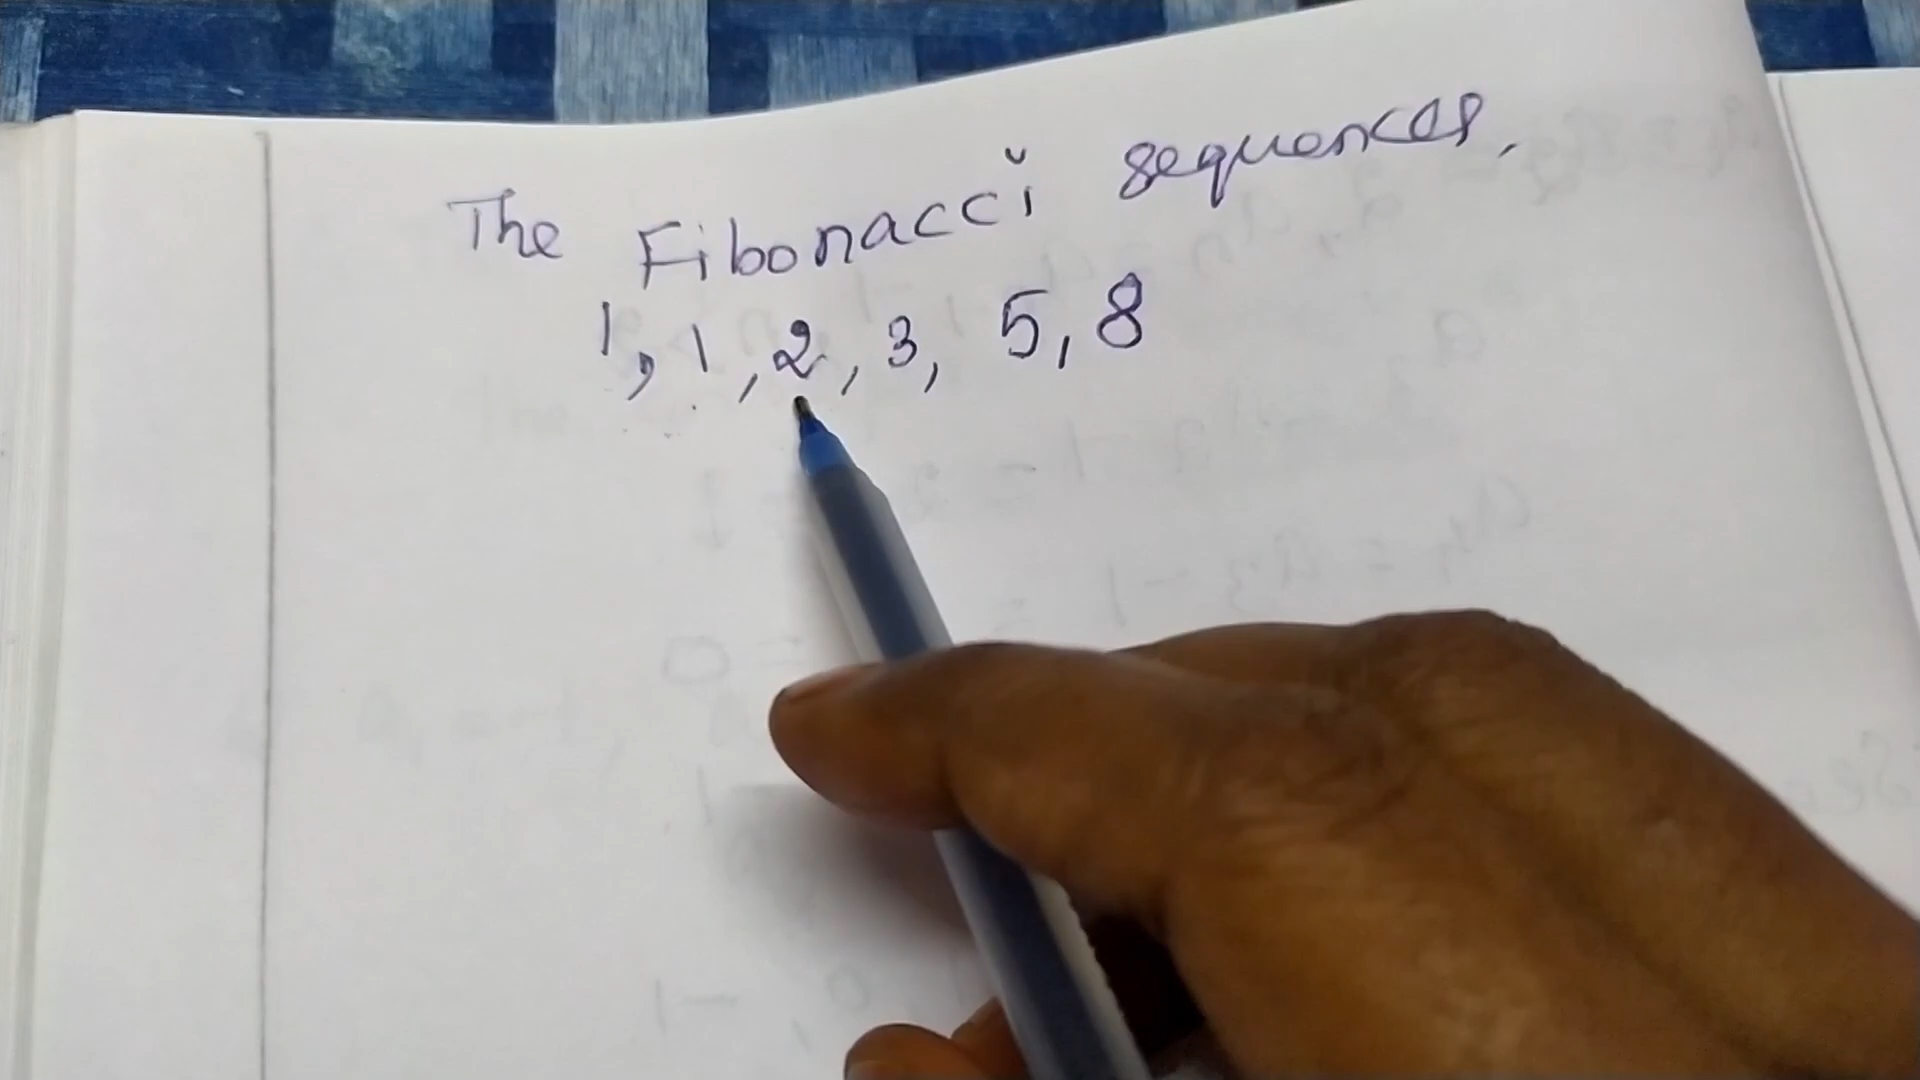 The Fibonacci sequences.
1, 1, 2, 3, 5, 8